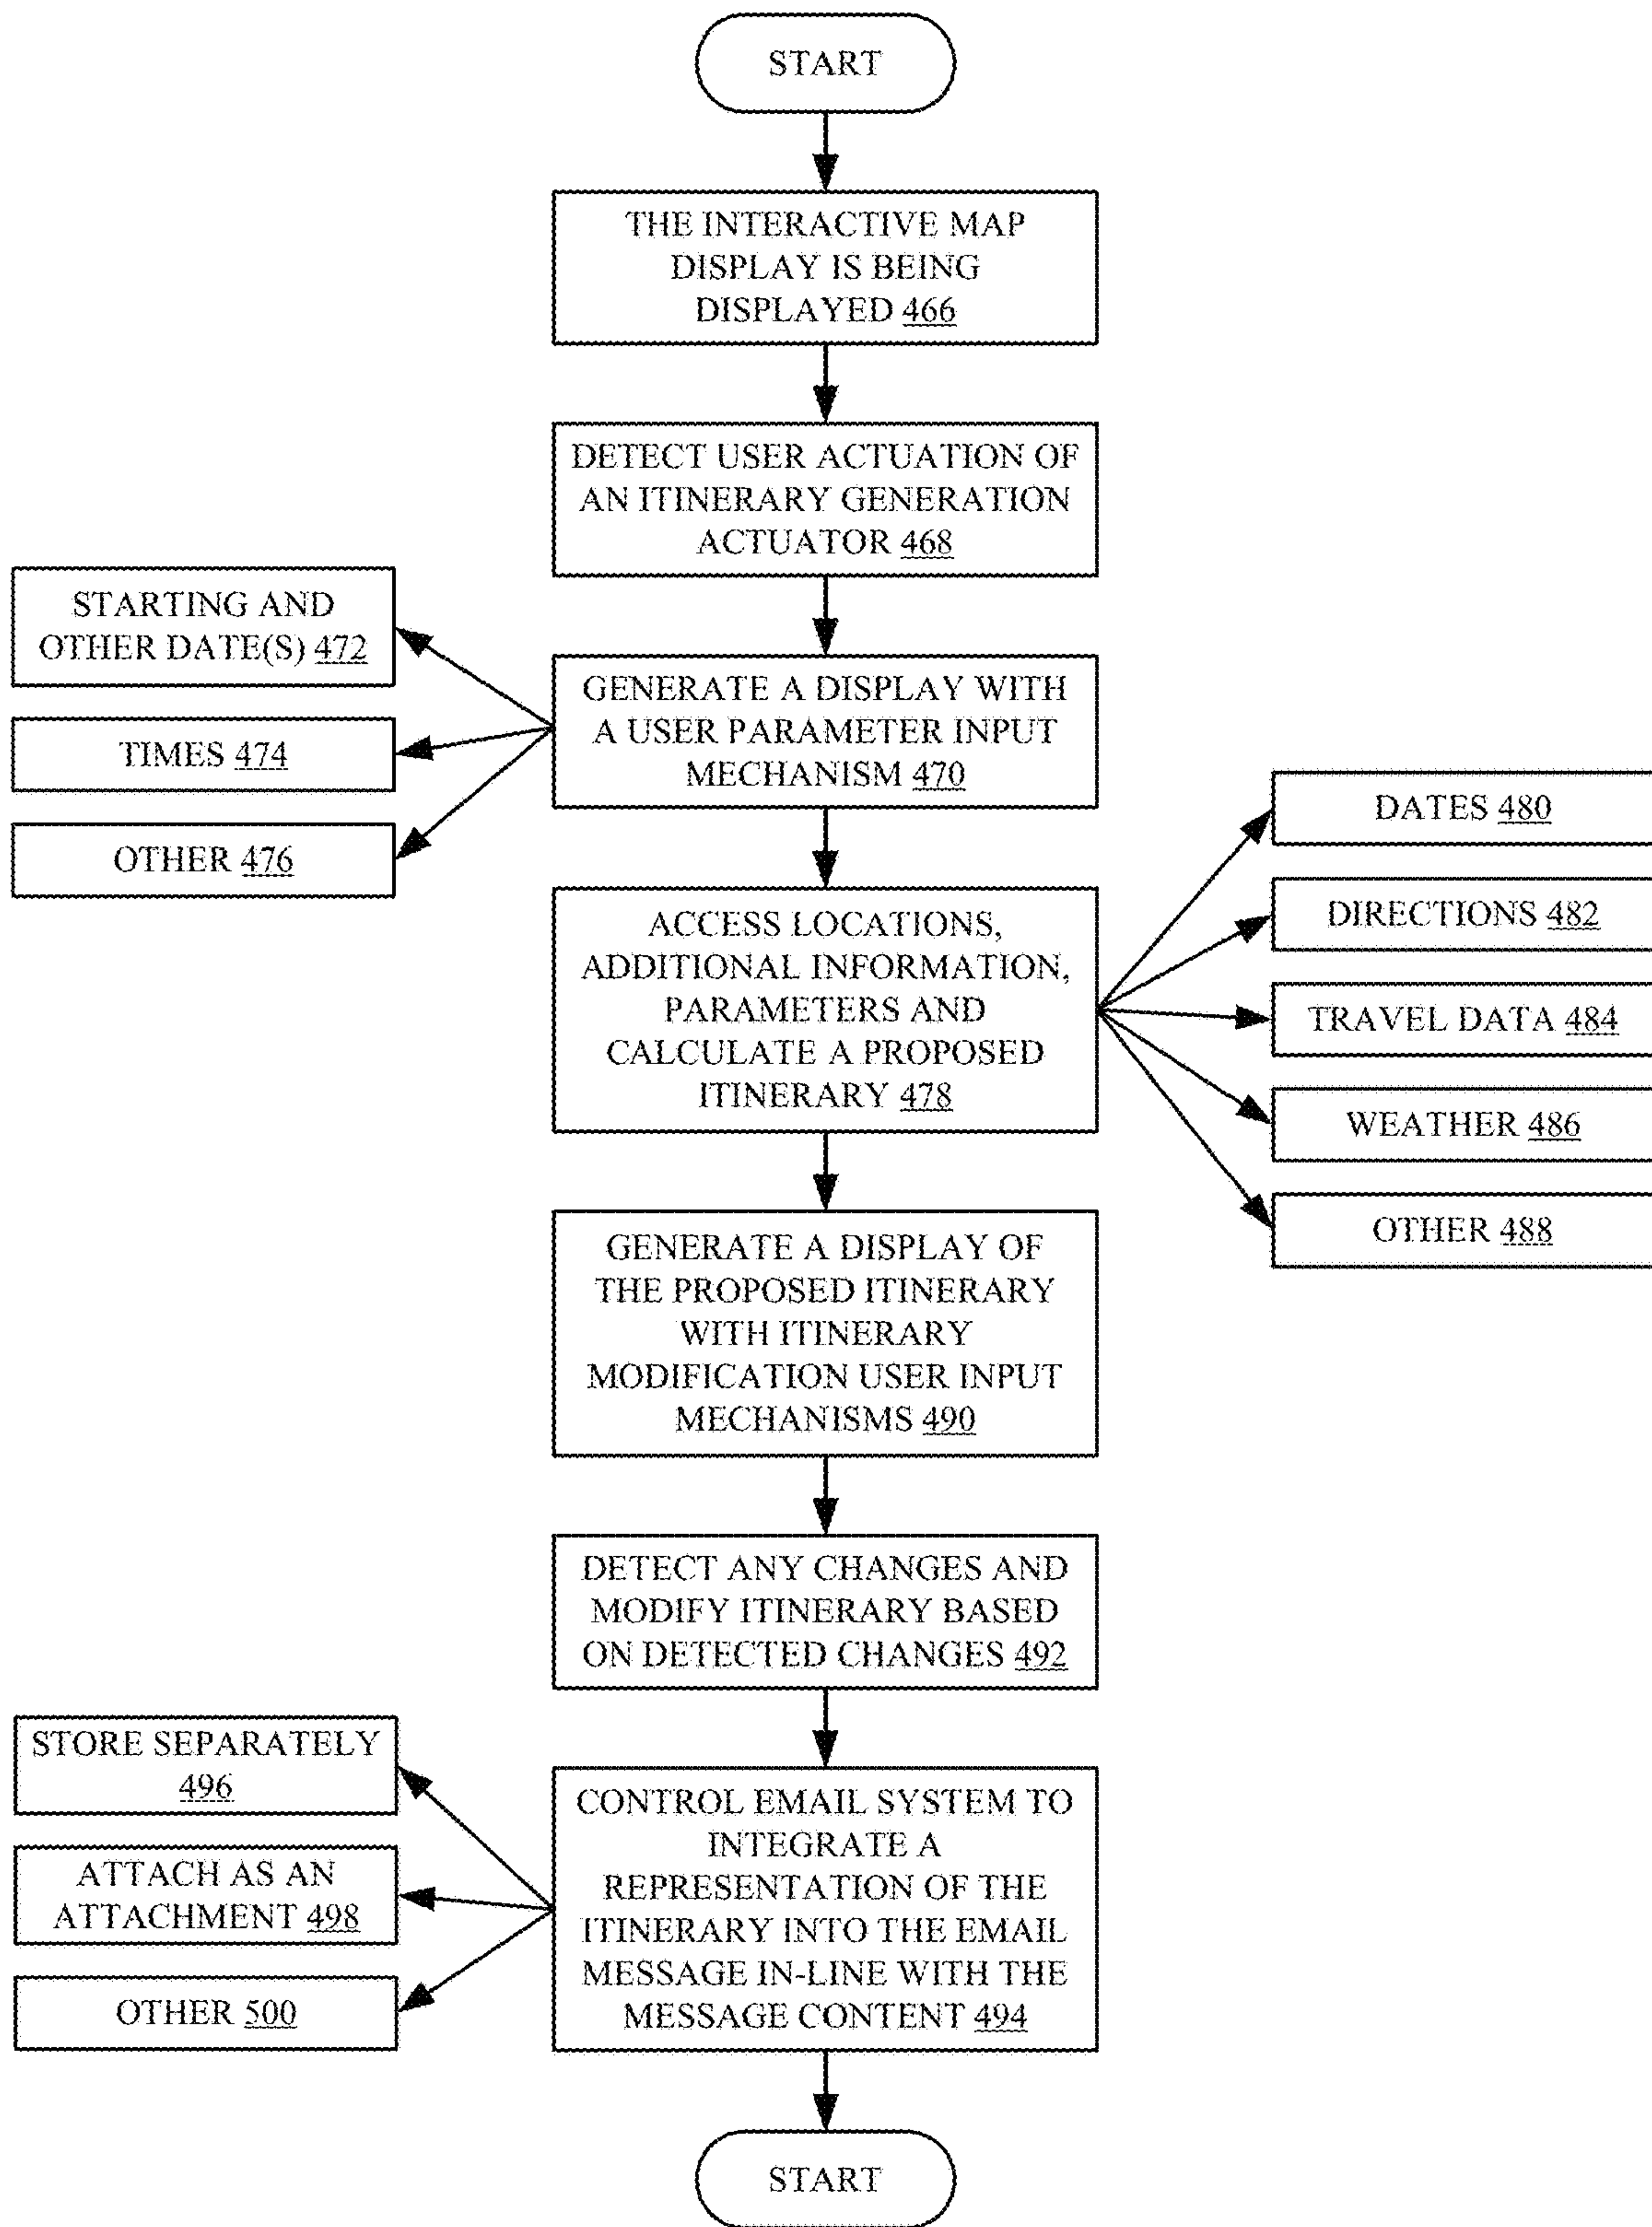 START
THE INTERACTIVE MAP
DISPLAY IS BEING
DISPLAYED 466
DETECT USER ACTUATION OF
AN ITINERARY GENERATION
ACTUATOR 468
STARTING AND
OTHER DATE(S) 472
TIMES 474
OTHER 476
GENERATE A DISPLAY WITH
A USER PARAMETER INPUT
MECHANISM 470
ACCESS LOCATIONS,
ADDITIONAL INFORMATION,
PARAMETERS AND
CALCULATE A PROPOSED
ITINERARY 478
DATES 480
DIRECTIONS 482
TRAVEL DATA 484
WEATHER 486
OTHER 488
GENERATE A DISPLAY OF
THE PROPOSED ITINERARY
WITH ITINERARY
MODIFICATION USER INPUT
MECHANISMS 490
DETECT ANY CHANGES AND
MODIFY ITINERARY BASED
ON DETECTED CHANGES 492
STORE SEPARATELY
496
ATTACH AS AN
ATTACHMENT 498
OTHER 500
CONTROL EMAIL SYSTEM TO
INTEGRATE A
REPRESENTATION OF THE
ITINERARY INTO THE EMAIL
MESSAGE IN-LINE WITH THE
MESSAGE CONTENT 494
START